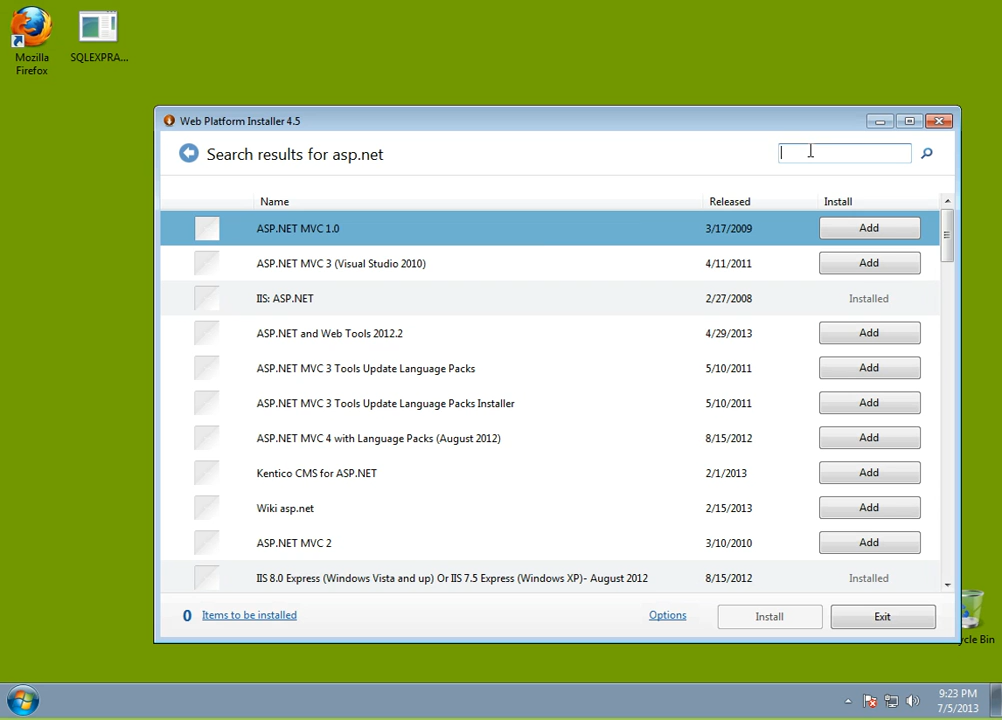 Mozilla
Firefox
SQLEXPRA...
Web Platform Installer 4.5
Search results for asp.net
Name Released Install
ASP.NET MVC 1.0 3/17/2009 Add
ASP.NET MVC 3 (Visual Studio 2010) 4/11/2011 Add
IIS: ASP.NET 2/27/2008 Installed
ASP.NET and Web Tools 2012.2 4/29/2013 Add
ASP.NET MVC 3 Tools Update Language Packs 5/10/2011 Add
ASP.NET MVC 3 Tools Update Language Packs Installer 5/10/2011 Add
ASP.NET MVC 4 with Language Packs (August 2012) 8/15/2012 Add
Kentico CMS for ASP.NET 2/1/2013 Add
Wiki asp.net 2/15/2013 Add
ASP.NET MVC 2 3/10/2010 Add
IIS 8.0 Express (Windows Vista and up) Or IIS 7.5 Express (Windows XP)- August 2012 8/15/2012 Installed
0 Items to be installed Options Install Exit
cle Bin
9:23 PM
7/5/2013